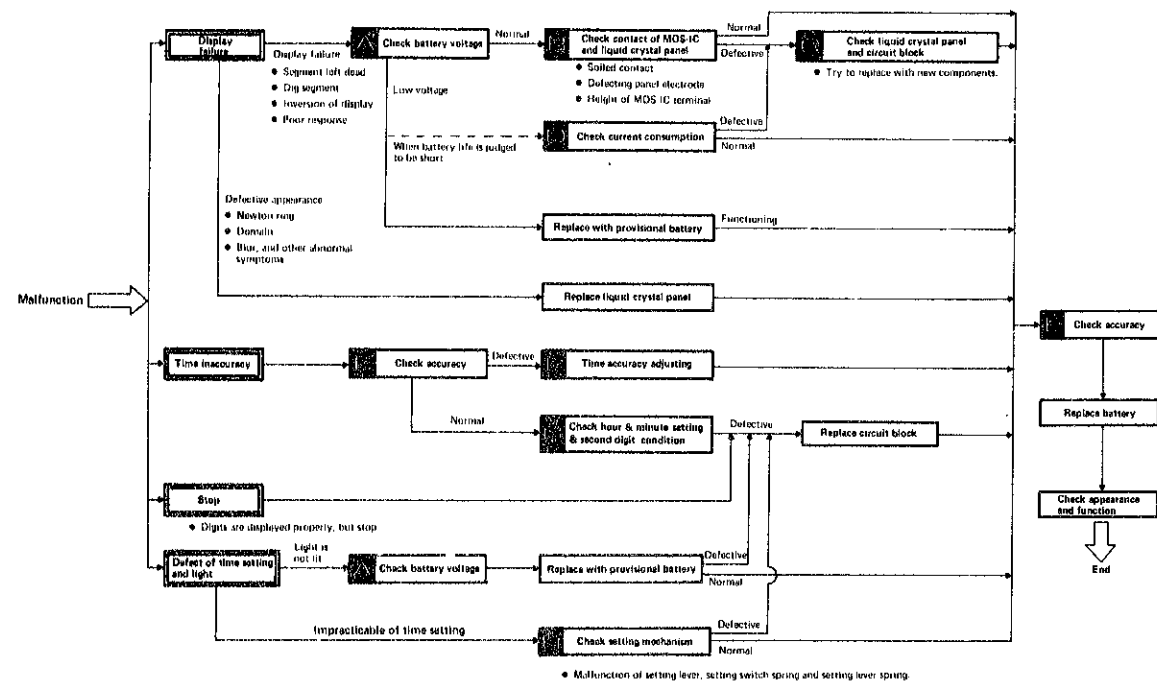 Malfunction
Display
failure
Display failure
● Segment left dead
● Dig segment
● Inversion of display
● Poor response
Defective appearance
● Newton ring
● Domain
● Blur, and other abnormal
symptoms
A
Check battery voltage
Normal
Low voltage
When battery life is judged
to be short
Check contact of MOS-IC
and liquid crystal panel
● Soiled contact
● Defecting panel electrode
● Height of MOS-IC terminal
Normal
Defective
Check liquid crystal panel
and circuit block
● Try to replace with new components.
Check current consumption
Defective
Normal
Replace with provisional battery
Functioning
Replace liquid crystal panel
Time inaccuracy
Check accuracy
Defective
Time accuracy adjusting
Normal
Check hour & minute setting
& second digit condition
Defective
Replace circuit block
Stop
● Digits are displayed properly, but stop
Defect of time setting
and light
Light is
not lit
A
Check battery voltage
Replace with provisional battery
Defective
Normal
Impracticable of time setting
Check setting mechanism
Defective
Normal
● Malfunction of setting lever, setting switch spring and setting lever spring.
Check accuracy
Replace battery
Check appearance
and function
End